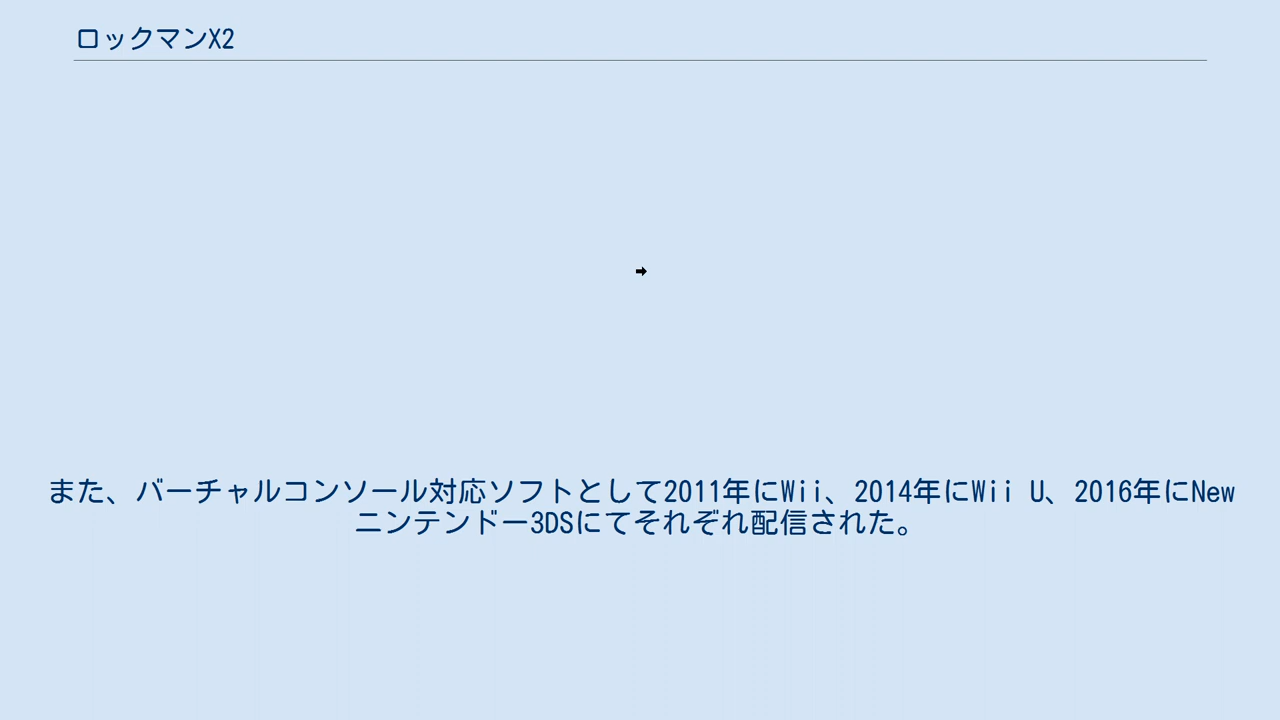 ロックマンX2
また、バーチャルコンソール対応ソフトとして2011年にWii、2014年にWii U、2016年にNew
ニンテンドー3DSにてそれぞれ配信された。